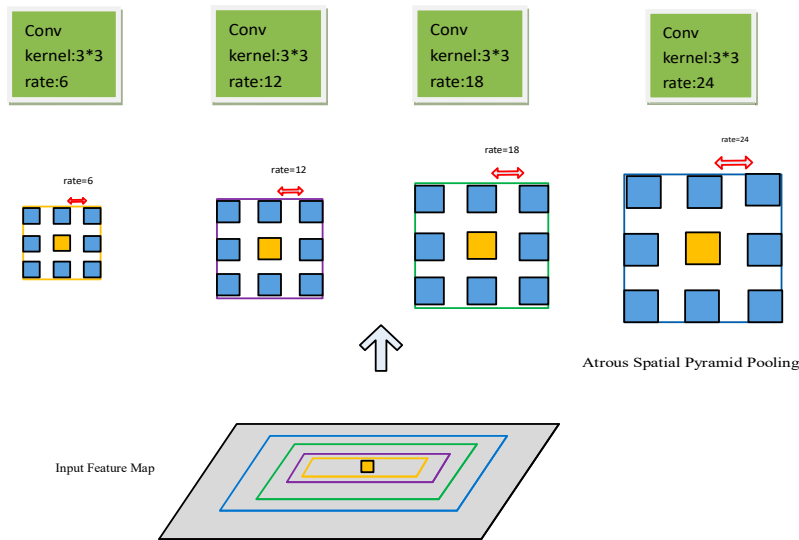 Conv
kernel:3*3
rate:6
Conv
kernel:3*3
rate:12
Conv
kernel:3*3
rate:18
Conv
kernel:3*3
rate:24
rate=6
rate=12
rate=18
rate=24
Atrous Spatial Pyramid Pooling
Input Feature Map